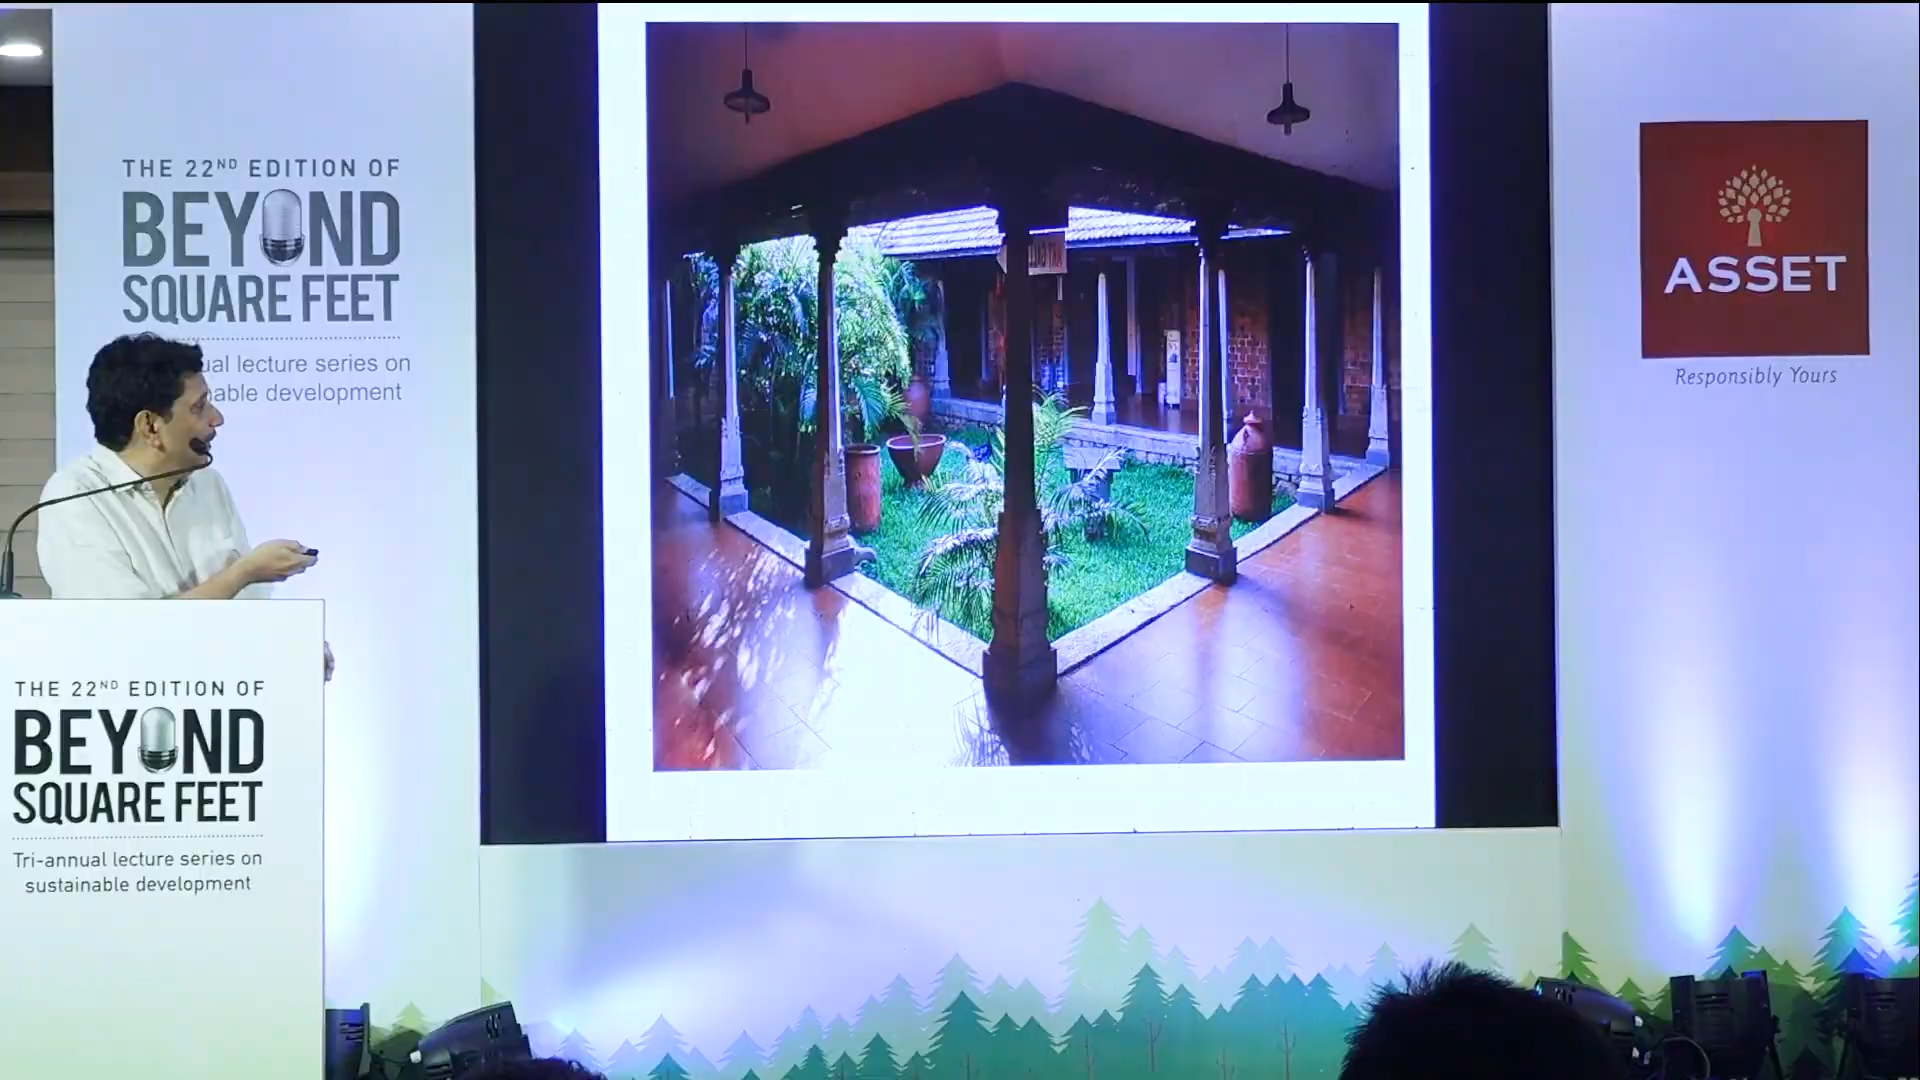 THE 22ND EDITION OF
BEYOND
SQUARE FEET
ual lecture series on
able development
ASSET
Responsibly Yours
THE 22ND EDITION OF
BEYOND
SQUARE FEET
Tri-annual lecture series on
sustainable development